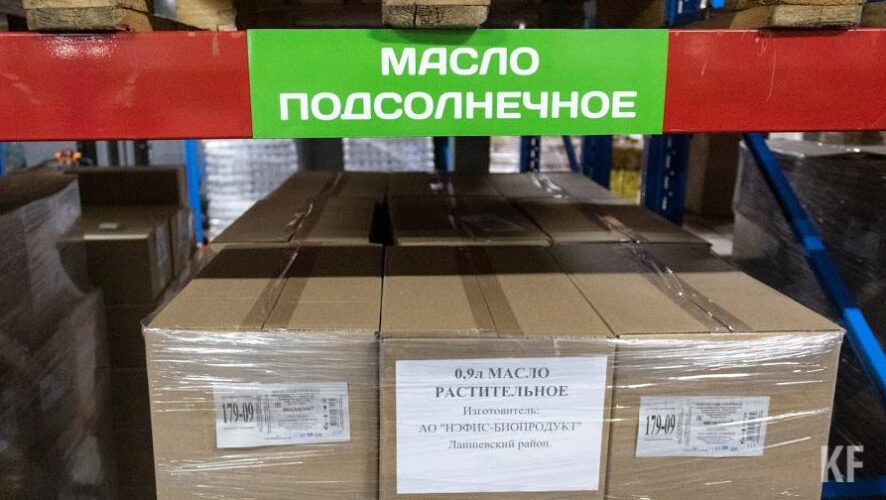 МАСЛО
ПОДСОЛНЕЧНОЕ
0,9л МАСЛО
РАСТИТЕЛЬНОЕ
Изготовитель:
АО "НЭФИС-БИОПРОДУКТ"
Лаишевский район.
179-09
179-09
KF